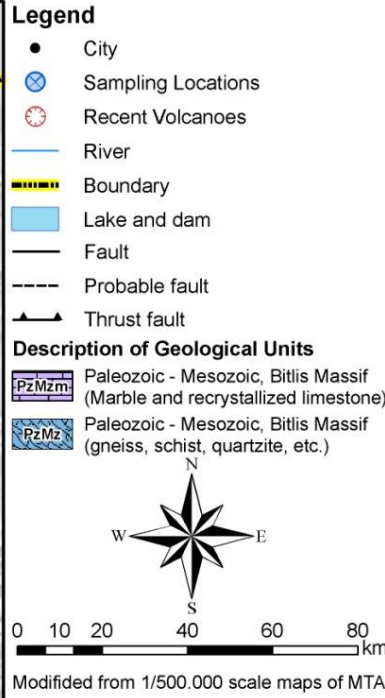 Legend
City
Sampling Locations
Recent Volcanoes
River
Boundary
Lake and dam
Fault
Probable fault
Thrust fault
Description of Geological Units
PzMzm Paleozoic - Mesozoic, Bitlis Massif
(Marble and recrystallized limestone)
PzMz Paleozoic - Mesozoic, Bitlis Massif
(gneiss, schist, quartzite, etc.)
N
W E
S
0 10 20 40 60 80
km
Modifided from 1/500.000 scale maps of MTA